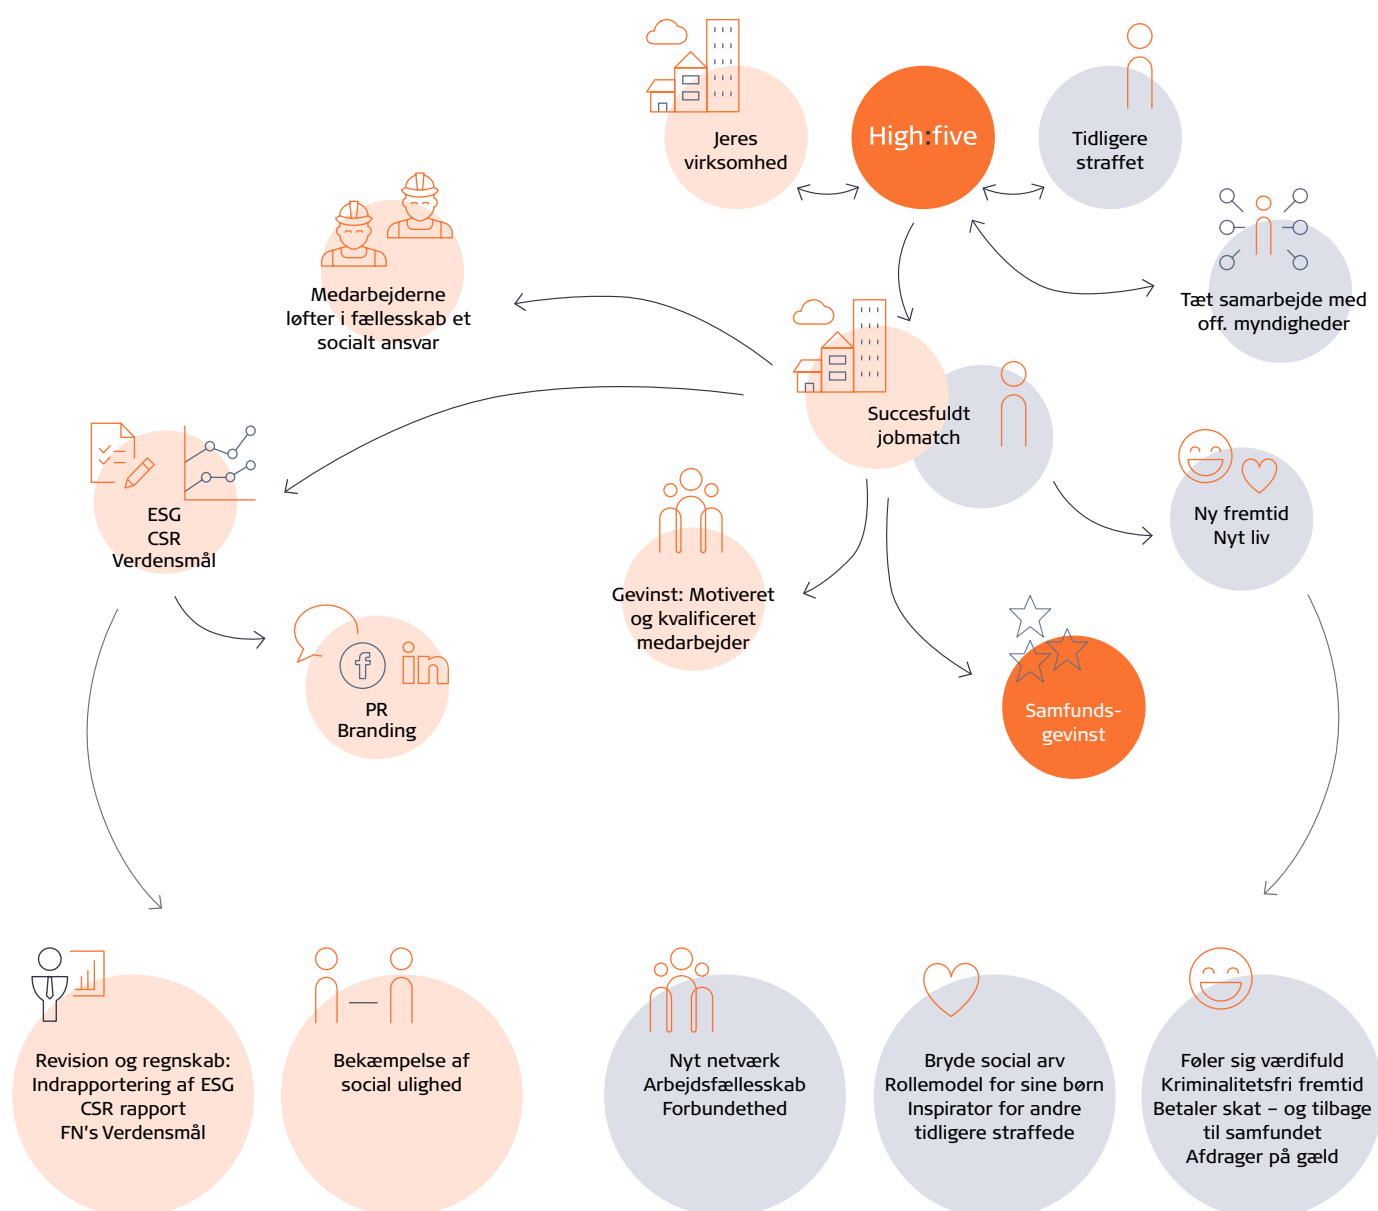 Jeres
virksomhed
High:five
Tidligere
straffet
Medarbejderne
løfter i fællesskab et
socialt ansvar
Tæt samarbejde med
off. myndigheder
Succesfuldt
jobmatch
ESG
CSR
Verdensmål
Ny fremtid
Nyt liv
Gevinst: Motiveret
og kvalificeret
medarbejder
f
in
PR
Branding
Samfunds-
gevinst
Revision og regnskab:
Indrapportering af ESG
CSR rapport
FN's Verdensmål
Bekæmpelse af
social ulighed
Nyt netværk
Arbejdsfællesskab
Forbundethed
Bryde social arv
Rollemodel for sine børn
Inspirator for andre
tidligere straffede
Føler sig værdifuld
Kriminalitetsfri fremtid
Betaler skat – og tilbage
til samfundet
Afdrager på gæld